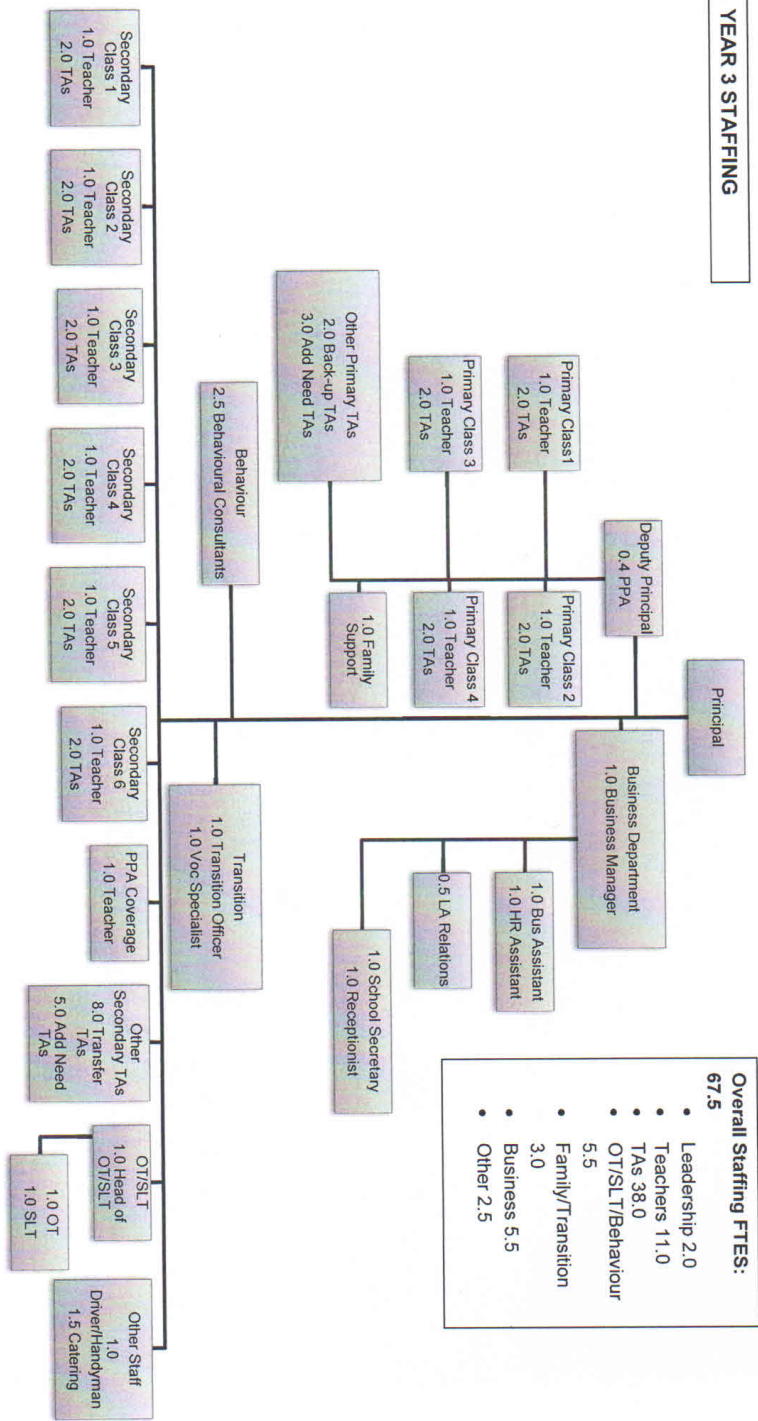 YEAR 3 STAFFING
Overall Staffing FTES:
67.5
• Leadership 2.0
• Teachers 11.0
• TAs 38.0
• OT/SLT/Behaviour
5.5
• Family/Transition
3.0
• Business 5.5
• Other 2.5
Principal
Deputy Principal
0.4 PPA
Business Department
1.0 Business
Manager
Primary Class1
1.0 Teacher
2.0 TAs
Primary Class 2
1.0 Teacher
2.0 TAs
Primary Class 3
1.0 Teacher
2.0 TAs
Primary Class 4
1.0 Teacher
2.0 TAs
Other Primary TAs
2.0 Back-up TAs
3.0 Add Need TAs
1.0 Family
Support
1.0 Bus Assistant
1.0 HR Assistant
0.5 LA Relations
1.0 School Secretary
1.0 Receptionist
Behaviour
2.5 Behavioural Consultants
Transition
1.0 Transition Officer
1.0 Voc Specialist
Secondary
Class 1
1.0 Teacher
2.0 TAs
Secondary
Class 2
1.0 Teacher
2.0 TAs
Secondary
Class 3
1.0 Teacher
2.0 TAs
Secondary
Class 4
1.0 Teacher
2.0 TAs
Secondary
Class 5
1.0 Teacher
2.0 TAs
Secondary
Class 6
1.0 Teacher
2.0 TAs
PPA Coverage
1.0 Teacher
Other
Secondary TAs
8.0 Transfer
TAs
5.0 Add Need
TAs
OT/SLT
1.0 Head of
OT/SLT
1.0 OT
1.0 SLT
Other Staff
1.0
Driver/Handyman
1.5 Catering